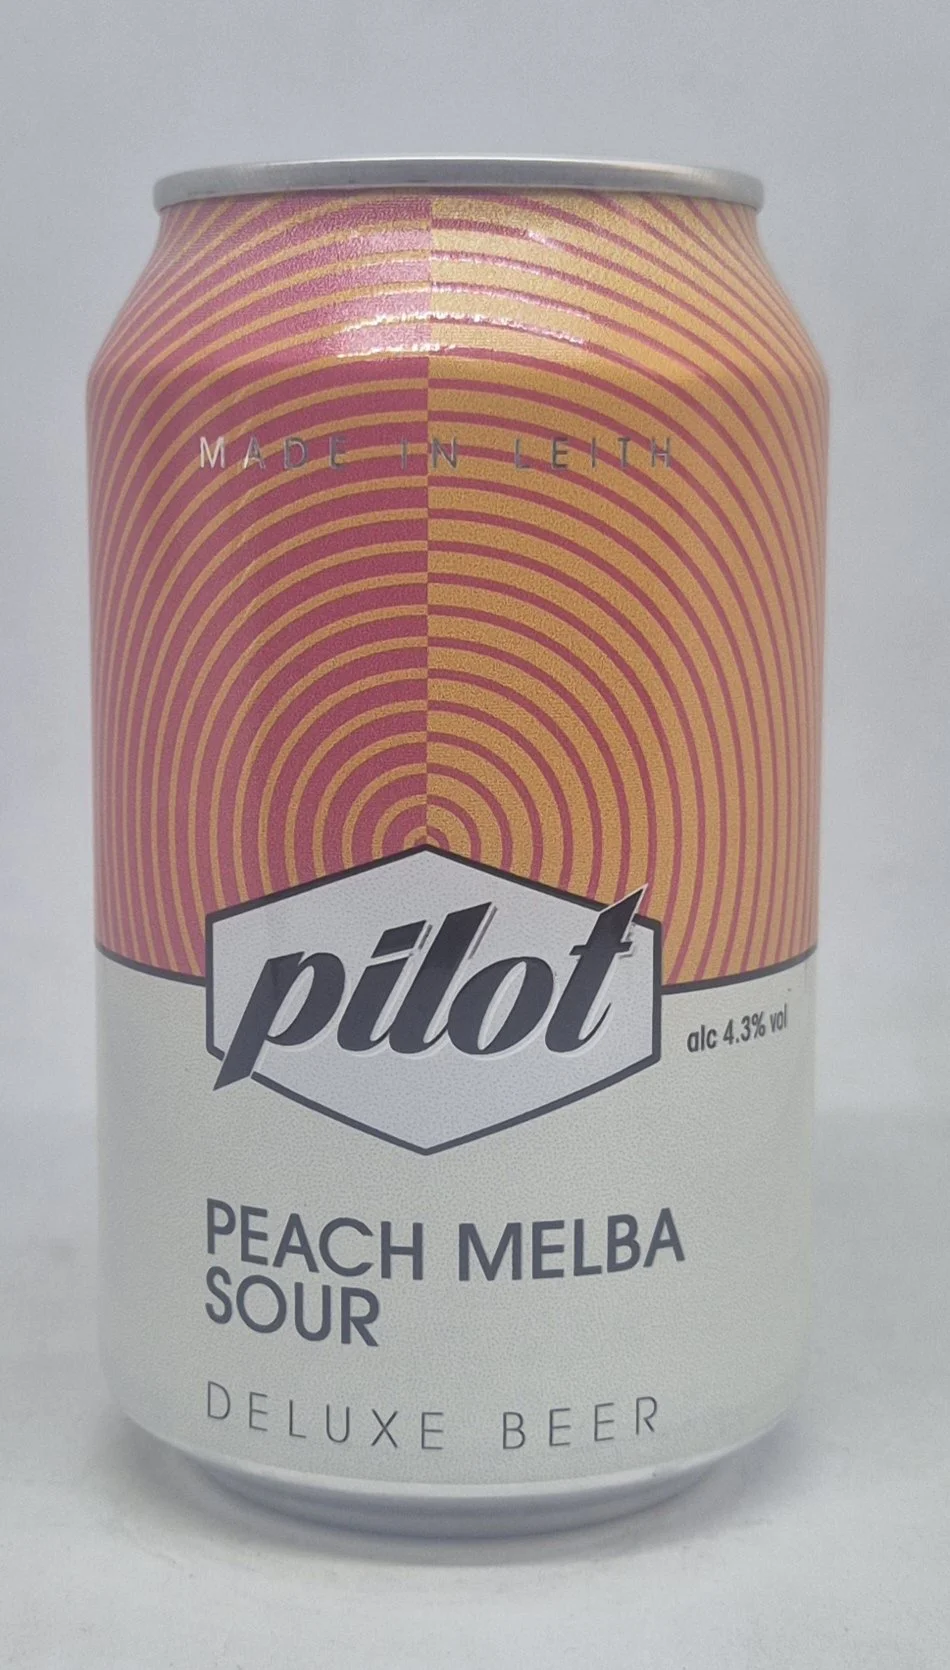 MADE IN LEITH
pilot
alc 4.3% vol
PEACH MELBA
SOUR
DELUXE BEER